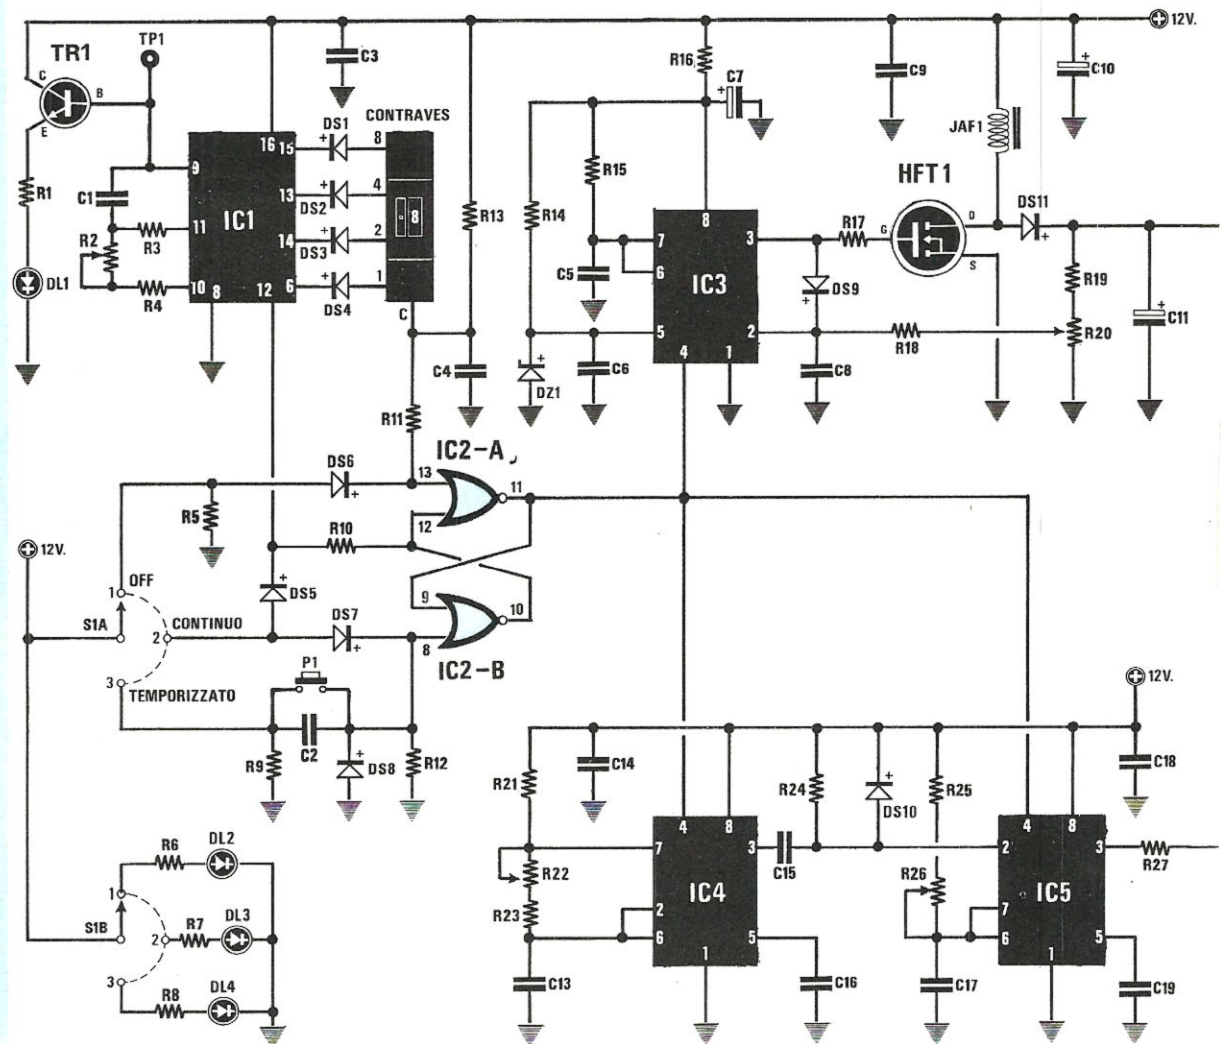 12V.
TR1
TP1
C
B
E
C3
R16
C7
+
C9
+
C10
CONTRAVES
DS1
+
8
16
15
9
JAF1
R1
C1
IC1
13
+
DS2
4
8
R15
HFT1
R13
R14
8
DS11
R2
R3
11
14
+
DS3
2
7
3
R17
G
D
S
+
DL1
R4
10
8
12
6
+
DS4
1
C5
6
IC3
DS9
+
R19
C
5
2
R18
R20
+
C11
C4
+
DZ1
C6
4
1
C8
R11
IC2-A
DS6
+
13
11
R5
R10
12
12V.
1
OFF
+
DS5
9
10
S1A
2
CONTINUO
DS7
+
8
IC2-B
3
TEMPORIZZATO
P1
12V.
R9
C2
+
DS8
R12
R21
C14
R24
+
DS10
R25
C18
4
8
4
8
R6
DL2
7
3
C15
2
3
R27
1
R22
IC4
R26
IC5
S1B
2
R7
DL3
R23
2
6
5
7
6
5
3
R8
DL4
1
1
C13
C16
C17
C19